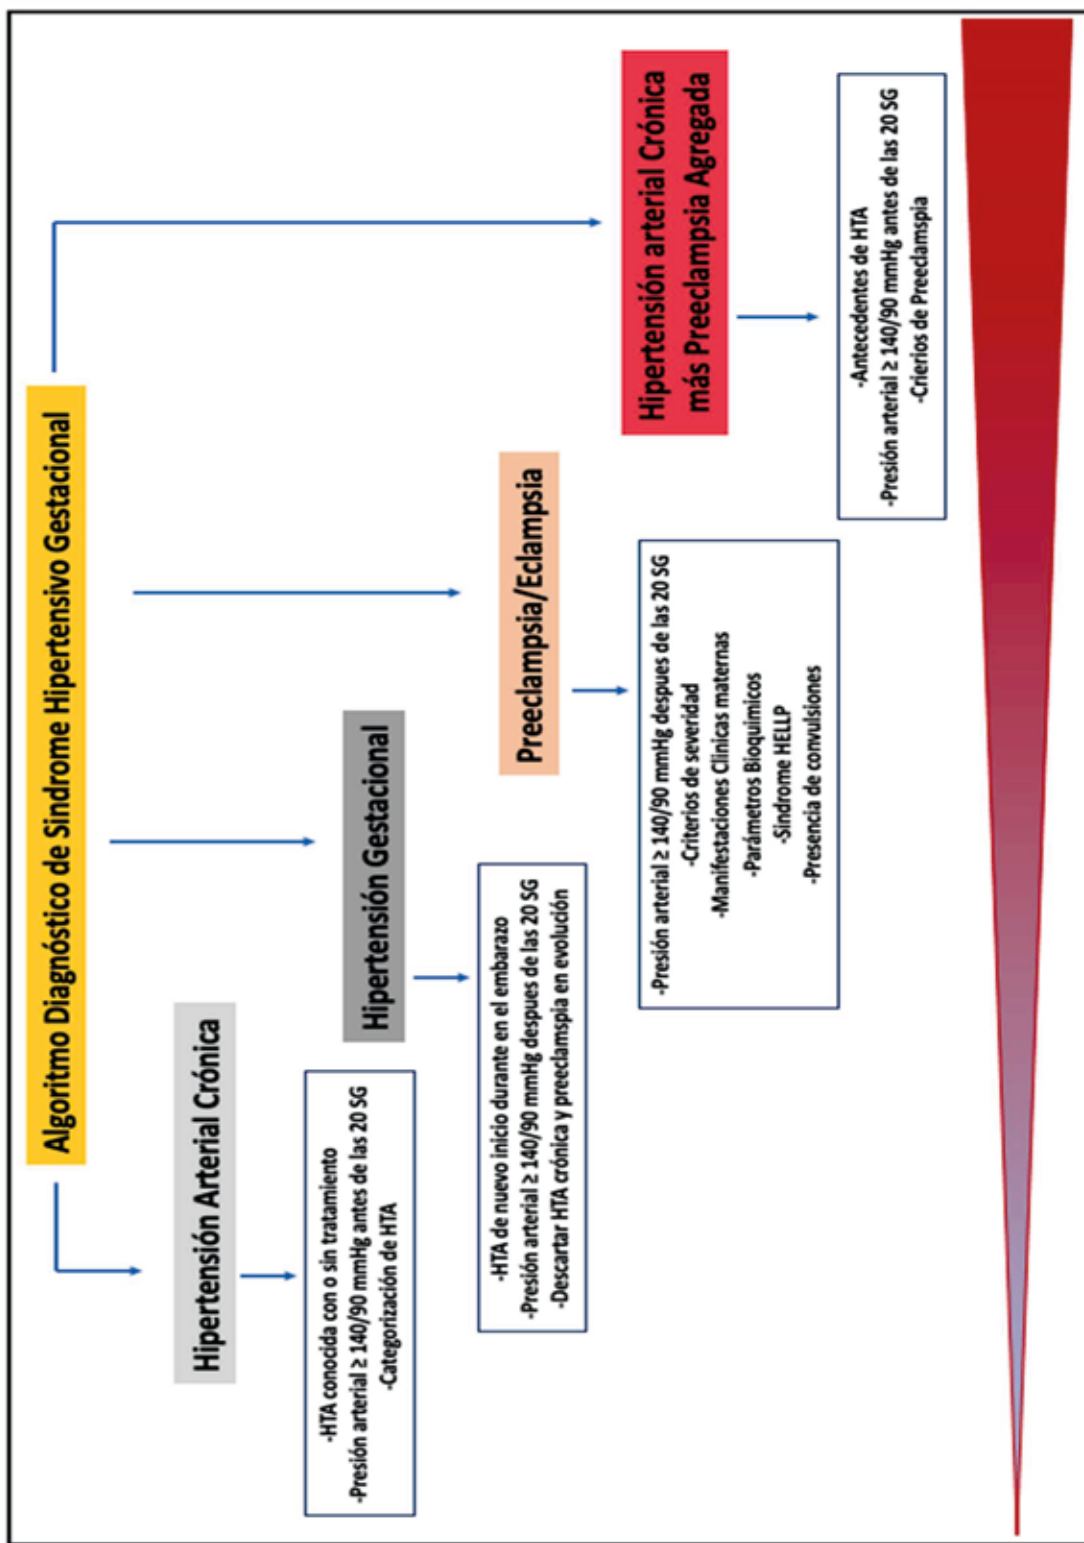 Algoritmo Diagnóstico de Sindrome Hipertensivo Gestacional
Hipertensión Arterial Crónica
-HTA conocida con o sin tratamiento
-Presión arterial ≥ 140/90 mmHg antes de las 20 SG
-Categorización de HTA
Hipertensión Gestacional
-HTA de nuevo inicio durante en el embarazo
-Presión arterial ≥ 140/90 mmHg despues de las 20 SG
-Descartar HTA crónica y preeclamspia en evolución
Preeclampsia/Eclampsia
-Presión arterial ≥ 140/90 mmHg despues de las 20 SG
-Criterios de severidad
-Manifestaciones Clinicas maternas
-Parámetros Bioquimicos
-Sindrome HELLP
-Presencia de convulsiones
Hipertensión arterial Crónica
más Preeclampsia Agregada
-Antecedentes de HTA
-Presión arterial ≥ 140/90 mmHg antes de las 20 SG
-Crierios de Preeclamspia